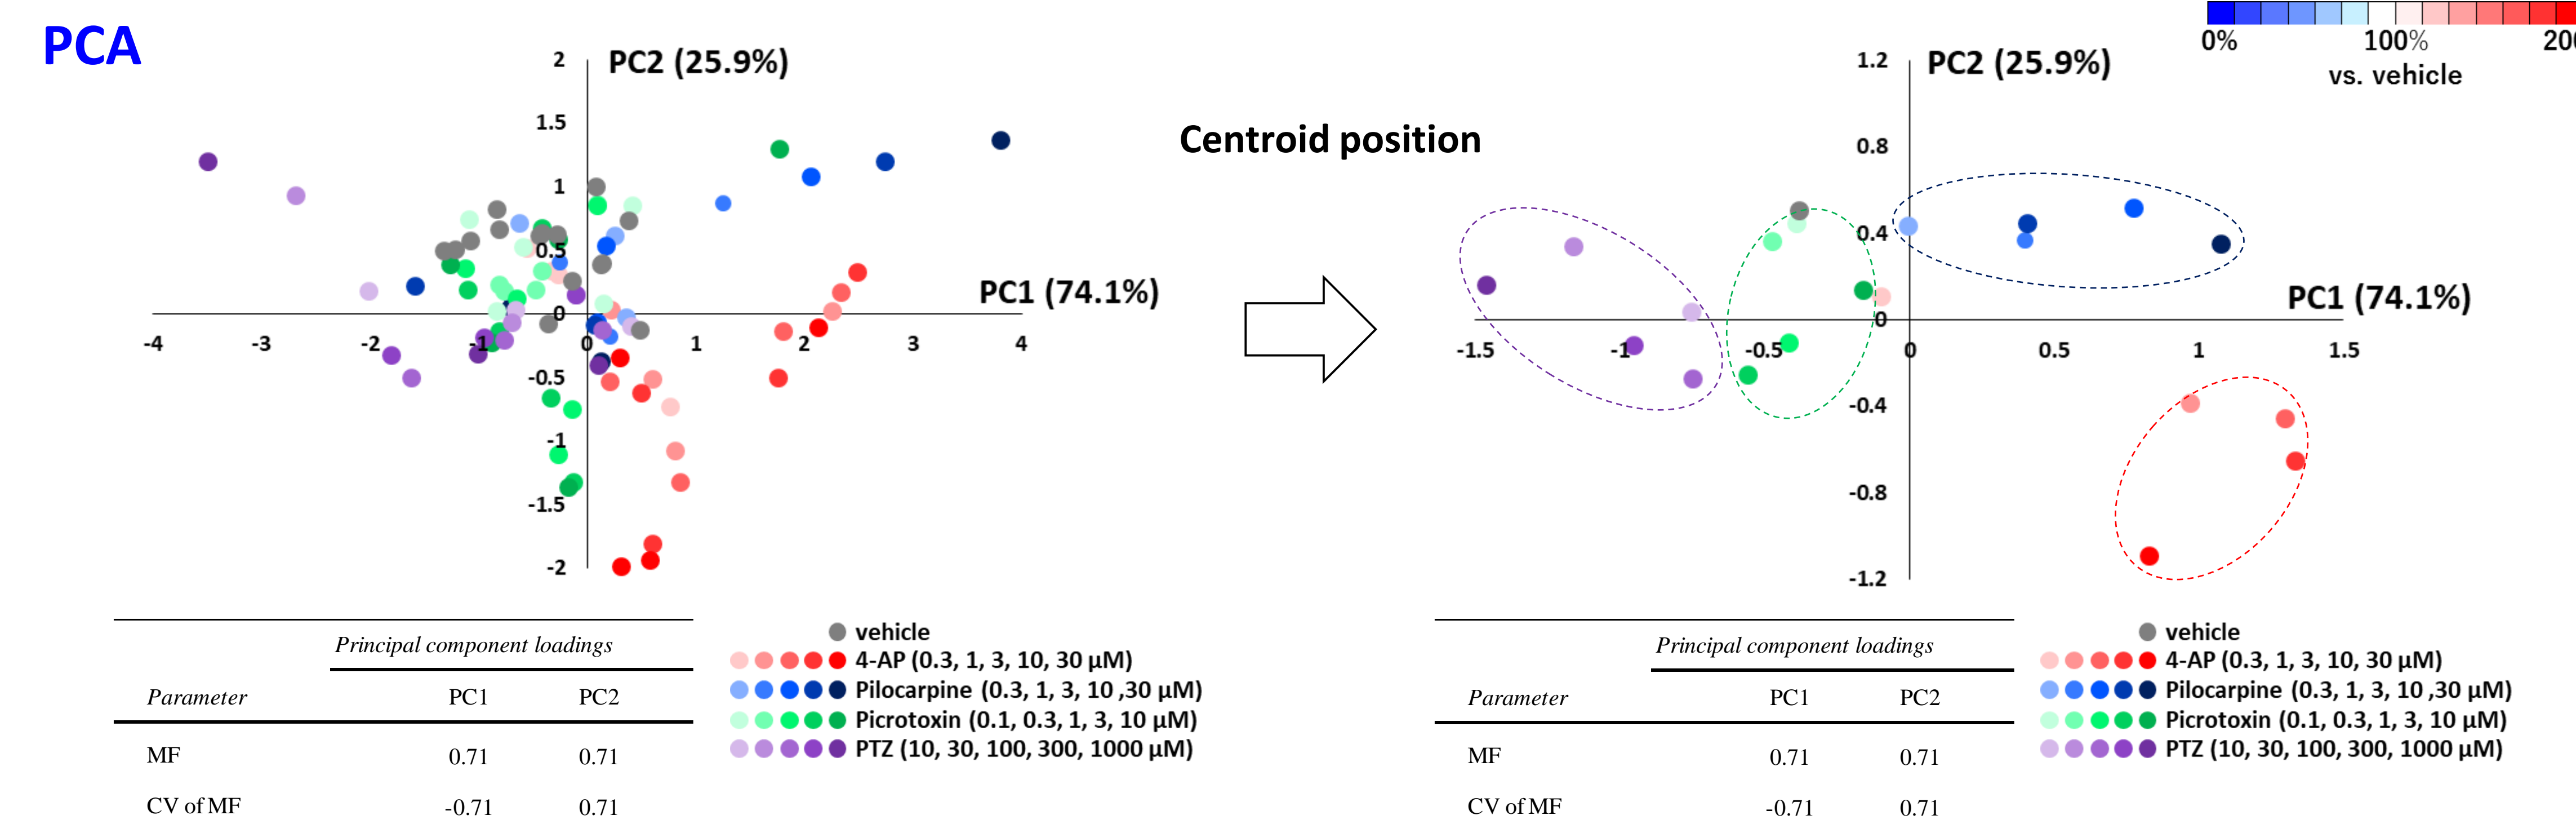 PCA
PC2 (25.9%)
2
1.5
1
0.5
0
-0.5
-1
-1.5
-2
-4
-3
-2
-1
0
1
2
3
4
PC1 (74.1%)
Centroid position
PC2 (25.9%)
1.2
0.8
0.4
0
-0.4
-0.8
-1.2
-1.5
-1
-0.5
0
0.5
1
1.5
PC1 (74.1%)
0%
100%
200
vs. vehicle
Principal component loadings
Parameter PC1 PC2
MF 0.71 0.71
CV of MF -0.71 0.71
vehicle
4-AP (0.3, 1, 3, 10, 30 μM)
Pilocarpine (0.3, 1, 3, 10 ,30 μM)
Picrotoxin (0.1, 0.3, 1, 3, 10 μM)
PTZ (10, 30, 100, 300, 1000 μM)
Principal component loadings
Parameter PC1 PC2
MF 0.71 0.71
CV of MF -0.71 0.71
vehicle
4-AP (0.3, 1, 3, 10, 30 μM)
Pilocarpine (0.3, 1, 3, 10 ,30 μM)
Picrotoxin (0.1, 0.3, 1, 3, 10 μM)
PTZ (10, 30, 100, 300, 1000 μM)